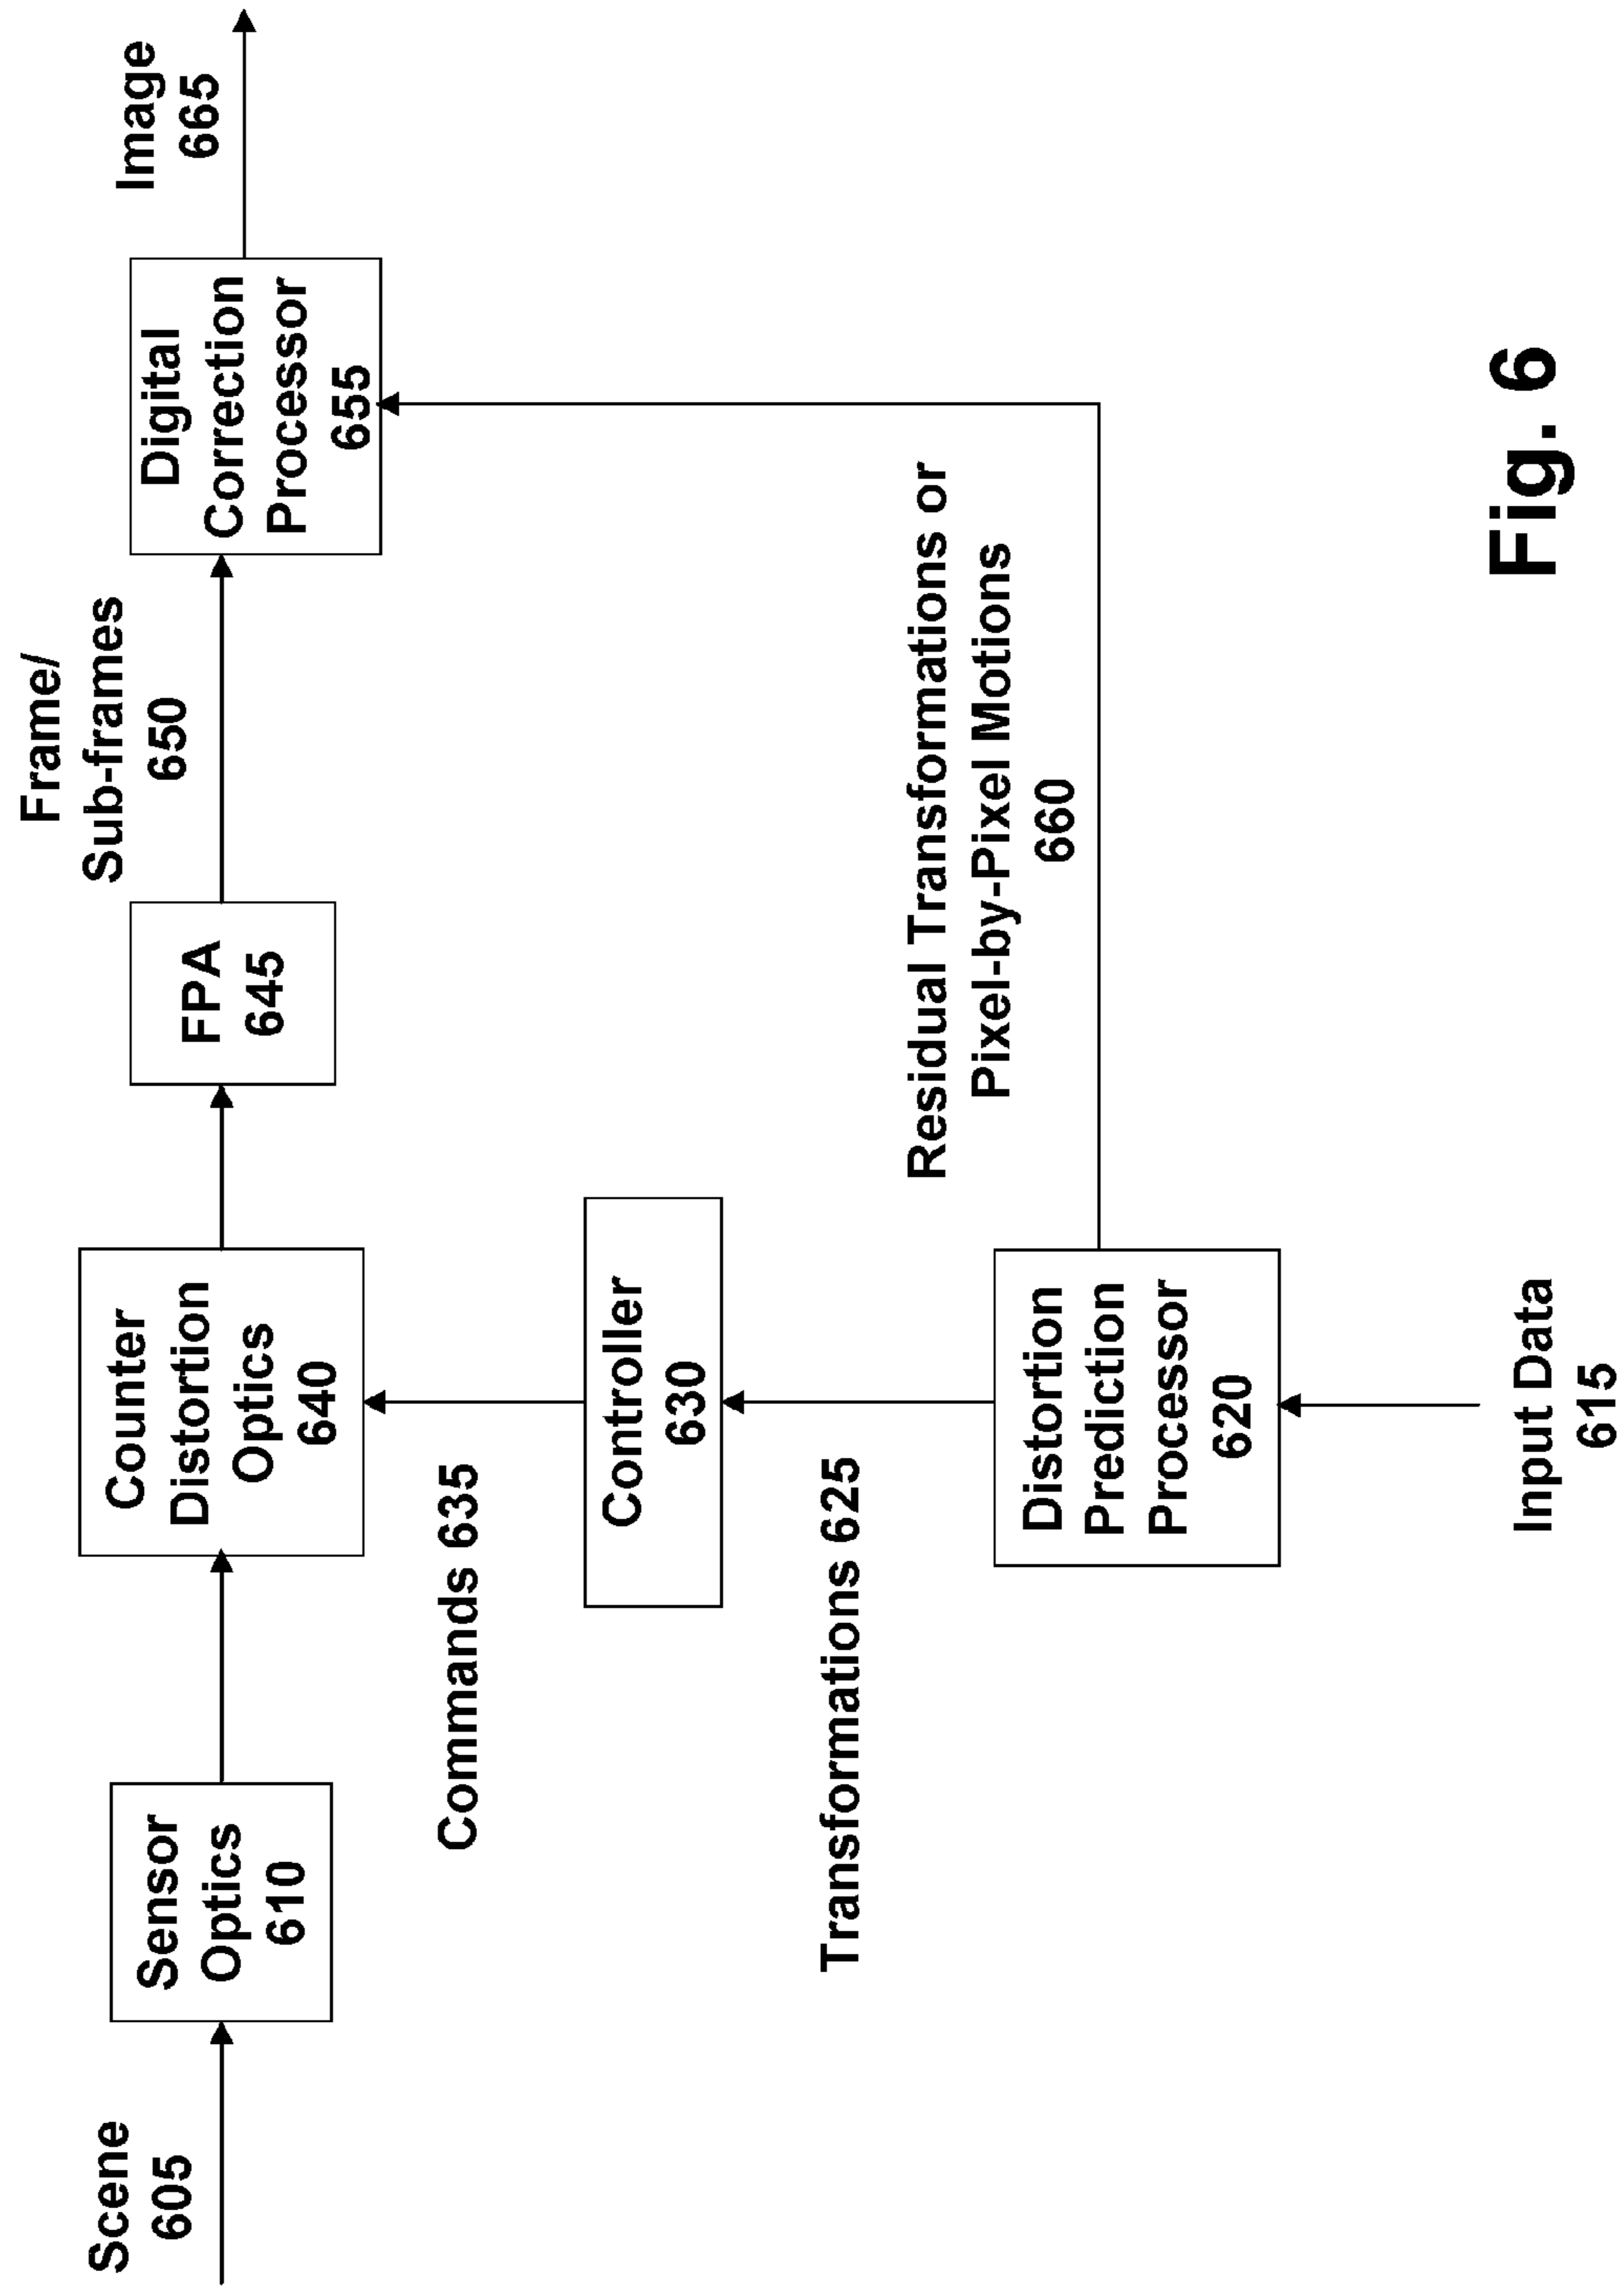 Scene
605
Sensor
Optics
610
Counter
Distortion
Optics
640
FPA
645
Frame/
Sub-frames
650
Digital
Correction
Processor
655
Image
665
Commands 635
Controller
630
Transformations 625
Residual Transformations or
Pixel-by-Pixel Motions
660
Distortion
Prediction
Processor
620
Input Data
615
Fig. 6